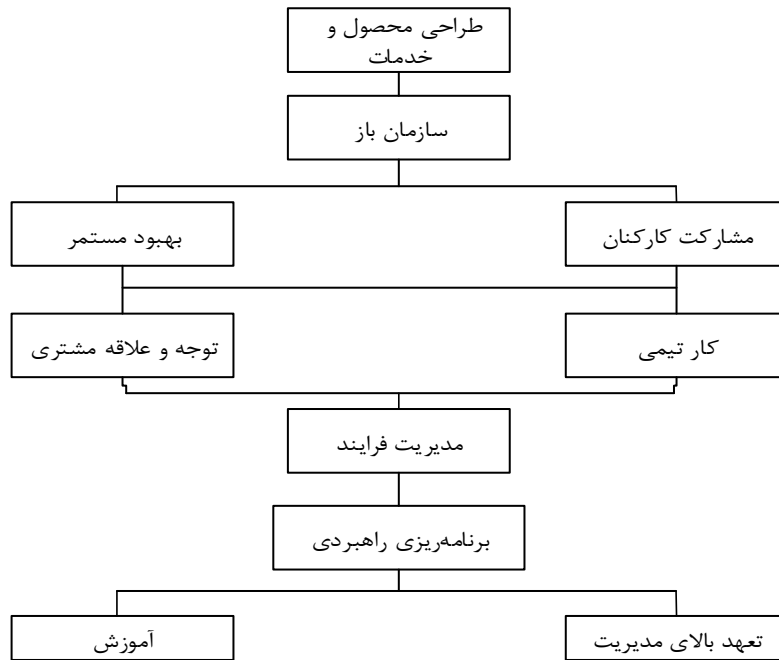 طراحی محصول و
خدمات
سازمان باز
مشارکت کارکنان
بهبود مستمر
کار تیمی
توجه و علاقه مشتری
مدیریت فرایند
برنامه‌ریزی راهبردی
تعهد بالای مدیریت
آموزش